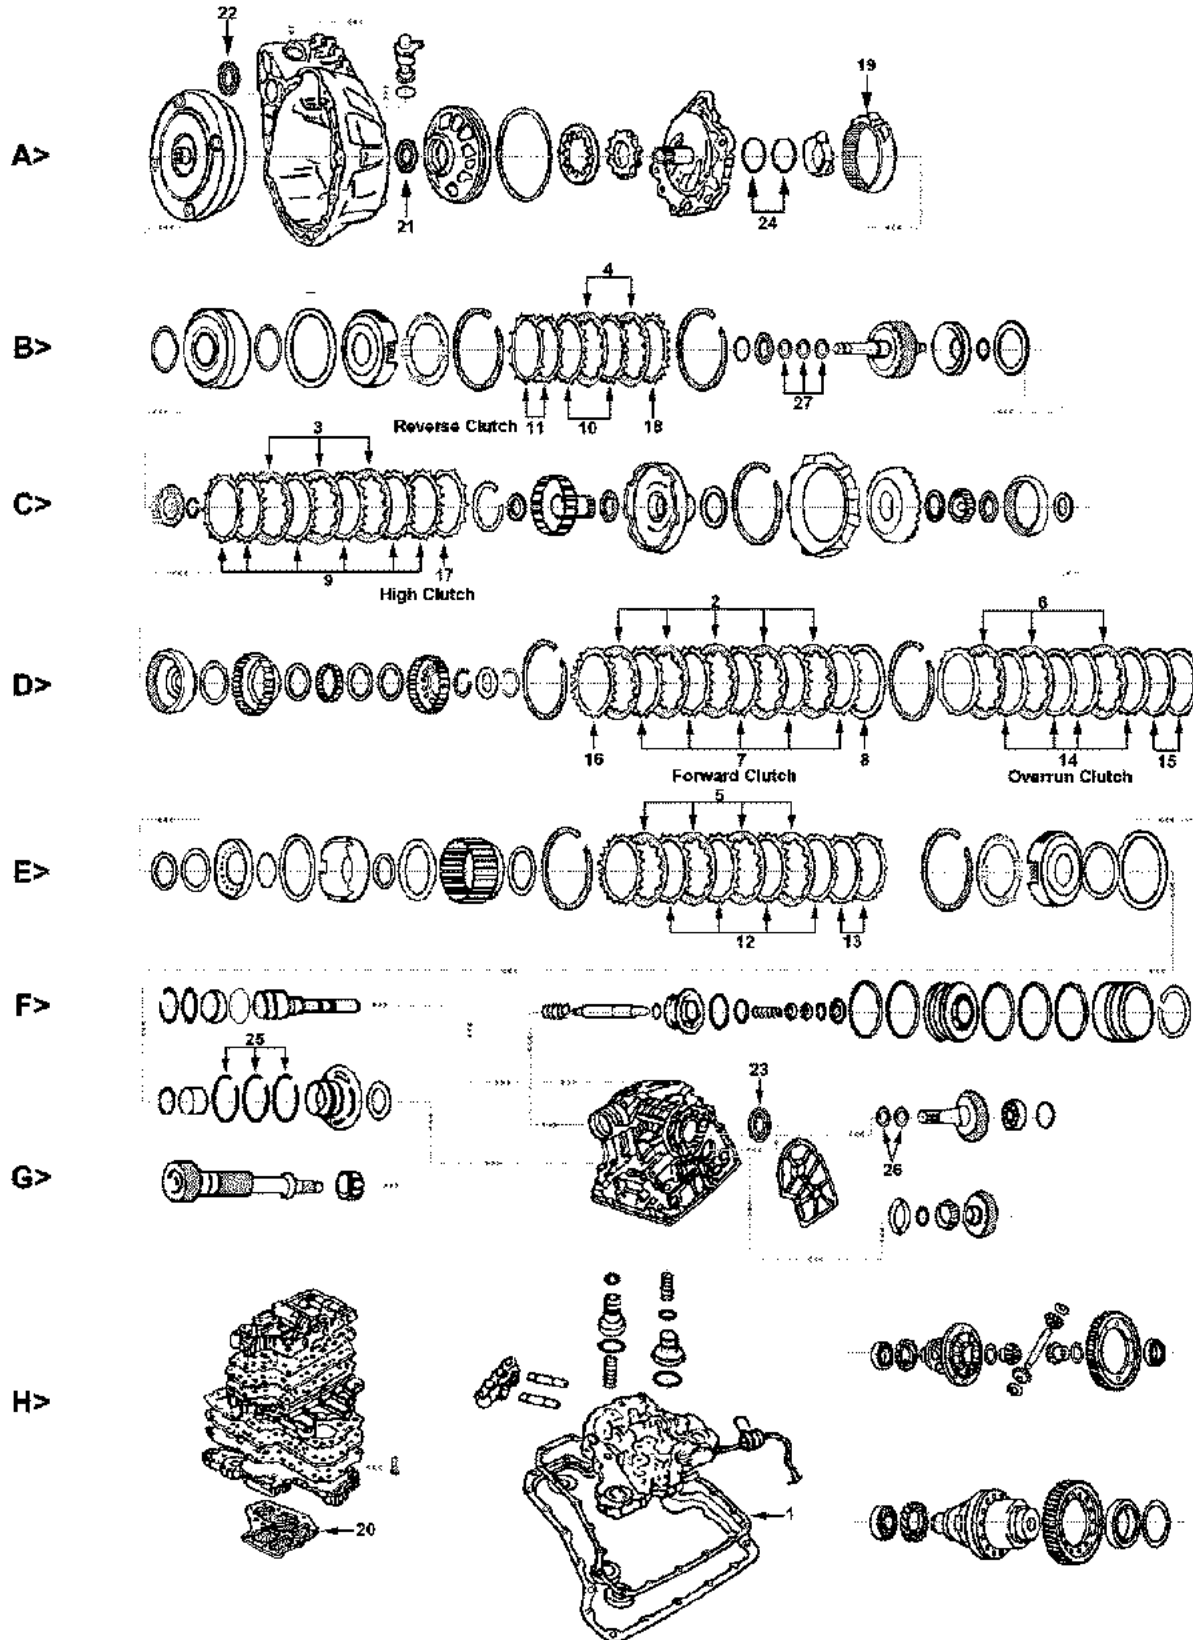 22
19
A>
21
24
4
B>
27
Reverse Clutch 11 10 18
3
C>
9 17
High Clutch
2 6
D>
16 7 8 14 15
Forward Clutch Overrun Clutch
5
E>
12 13
F>
25
23
26
G>
H>
1
20